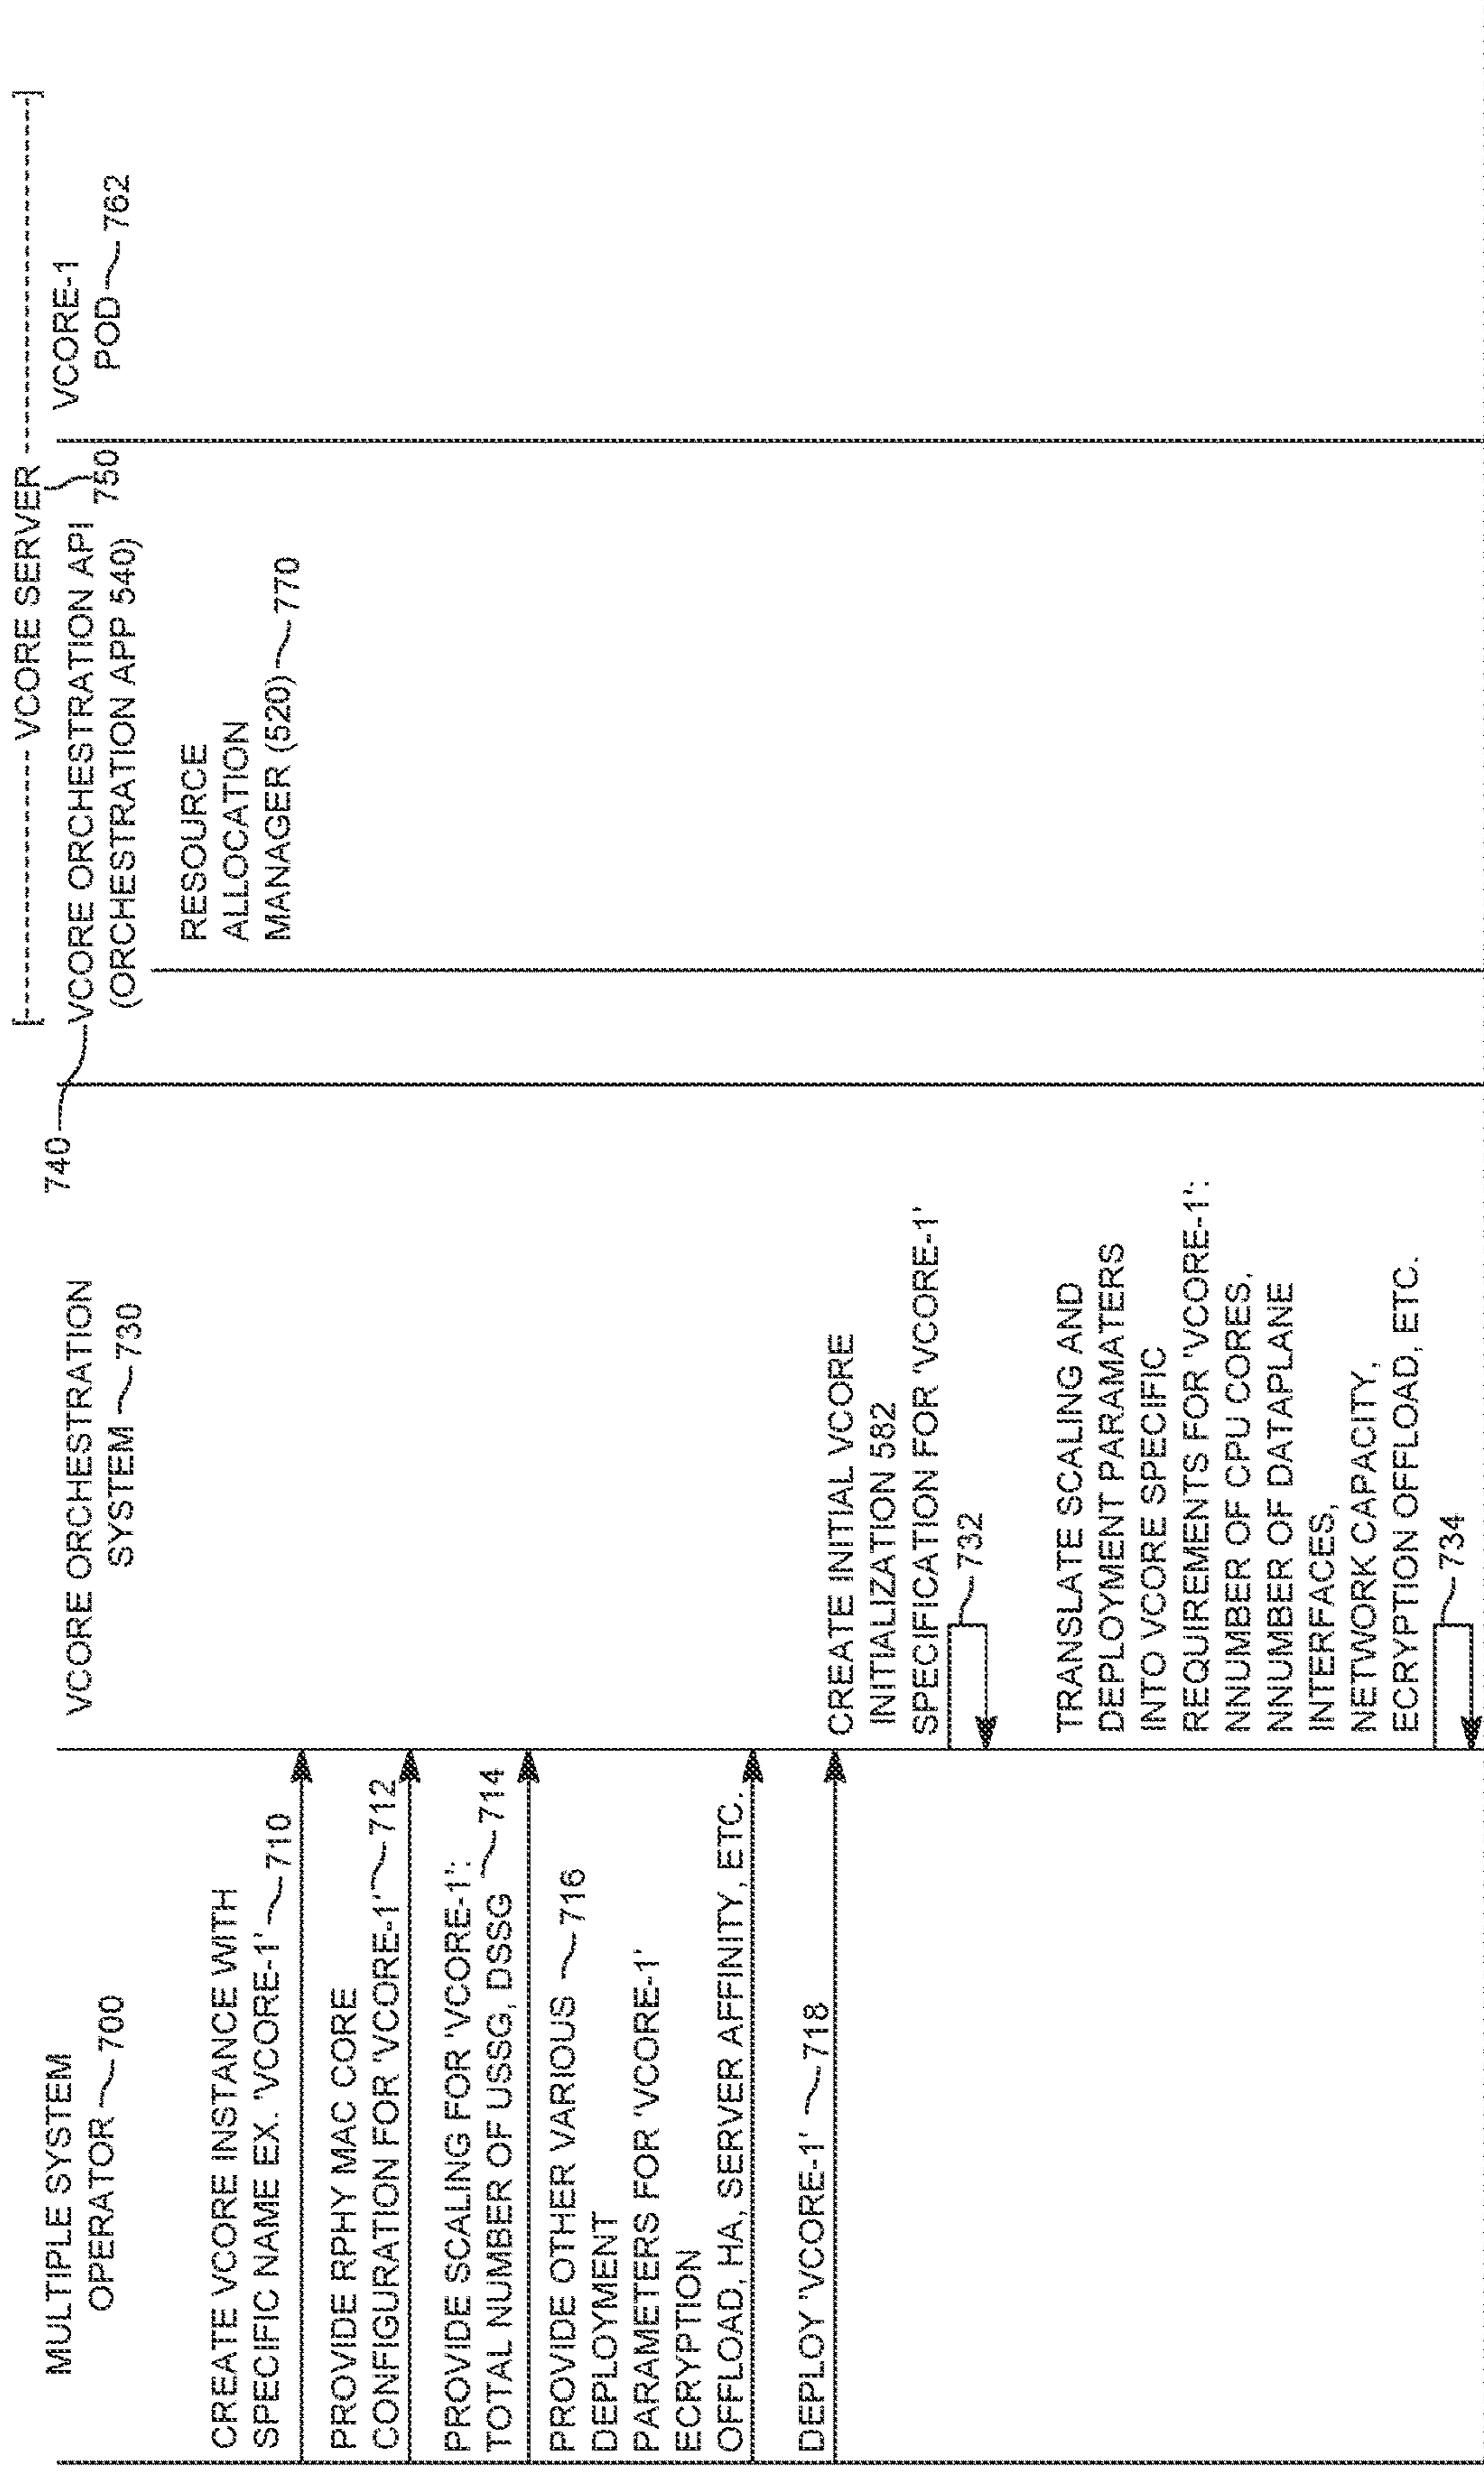 MULTIPLE SYSTEM
OPERATOR 700
VCORE ORCHESTRATION
SYSTEM 730
740
[--------------- VCORE SERVER ---------------]
VCORE ORCHESTRATION API 750
(ORCHESTRATION APP 540)
VCORE-1
POD 762
RESOURCE
ALLOCATION
MANAGER (520) 770
CREATE VCORE INSTANCE WITH
SPECIFIC NAME EX. 'VCORE-1' 710
PROVIDE RPHY MAC CORE
CONFIGURATION FOR 'VCORE-1' 712
PROVIDE SCALING FOR 'VCORE-1':
TOTAL NUMBER OF USSG, DSSG 714
PROVIDE OTHER VARIOUS 716
DEPLOYMENT
PARAMETERS FOR 'VCORE-1'
ECRYPTION
OFFLOAD, HA, SERVER AFFINITY, ETC.
DEPLOY 'VCORE-1' 718
CREATE INITIAL VCORE
INITIALIZATION 582
SPECIFICATION FOR 'VCORE-1'
732
TRANSLATE SCALING AND
DEPLOYMENT PARAMATERS
INTO VCORE SPECIFIC
REQUIREMENTS FOR 'VCORE-1':
NNUMBER OF CPU CORES,
NNUMBER OF DATAPLANE
INTERFACES,
NETWORK CAPACITY,
ECRYPTION OFFLOAD, ETC.
734